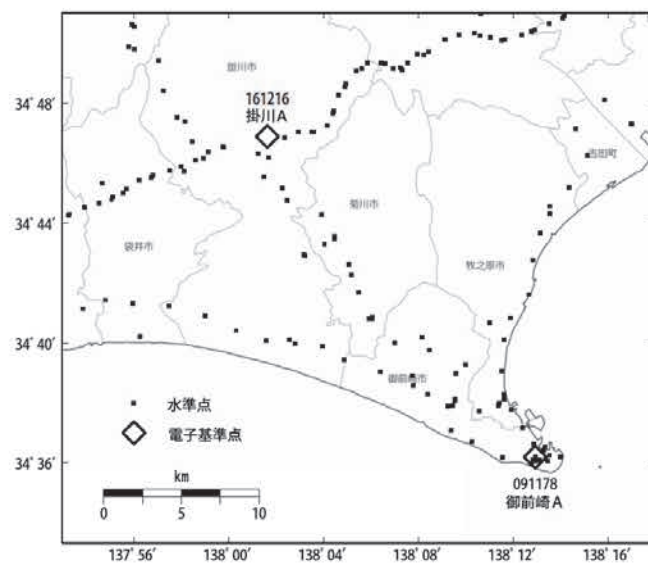 掛川市
161216
掛川A
34° 48′
吉田町
菊川市
34° 44′
袋井市
牧之原市
34° 40′
御前崎市
水準点
電子基準点
34° 36′
km
0 5 10
091178
御前崎A
137° 56′ 138° 00′ 138° 04′ 138° 08′ 138° 12′ 138° 16′